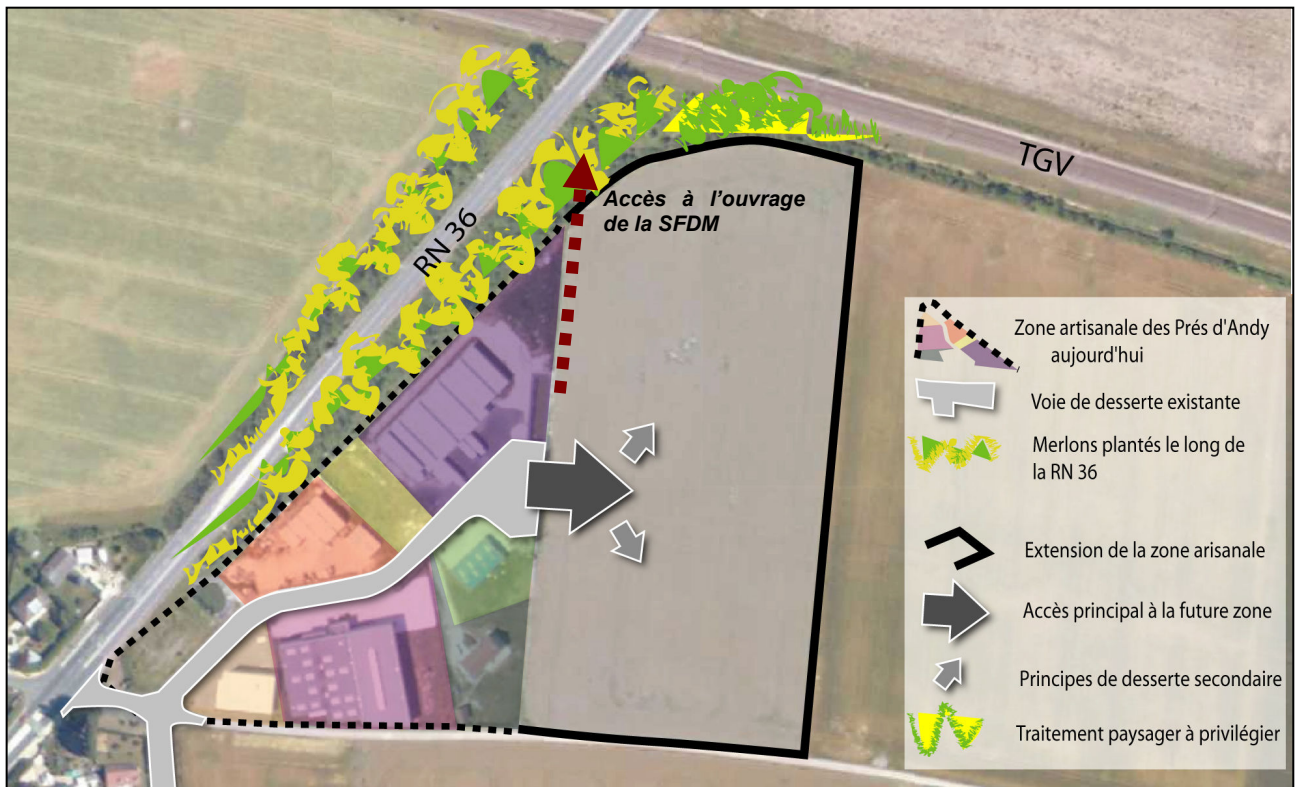 TGV
RN 36
Accès à l'ouvrage
de la SFDM
Zone artisanale des Prés d'Andy
aujourd'hui
Voie de desserte existante
Merlons plantés le long de
la RN 36
Extension de la zone arisanale
Accès principal à la future zone
Principes de desserte secondaire
Traitement paysager à privilégier